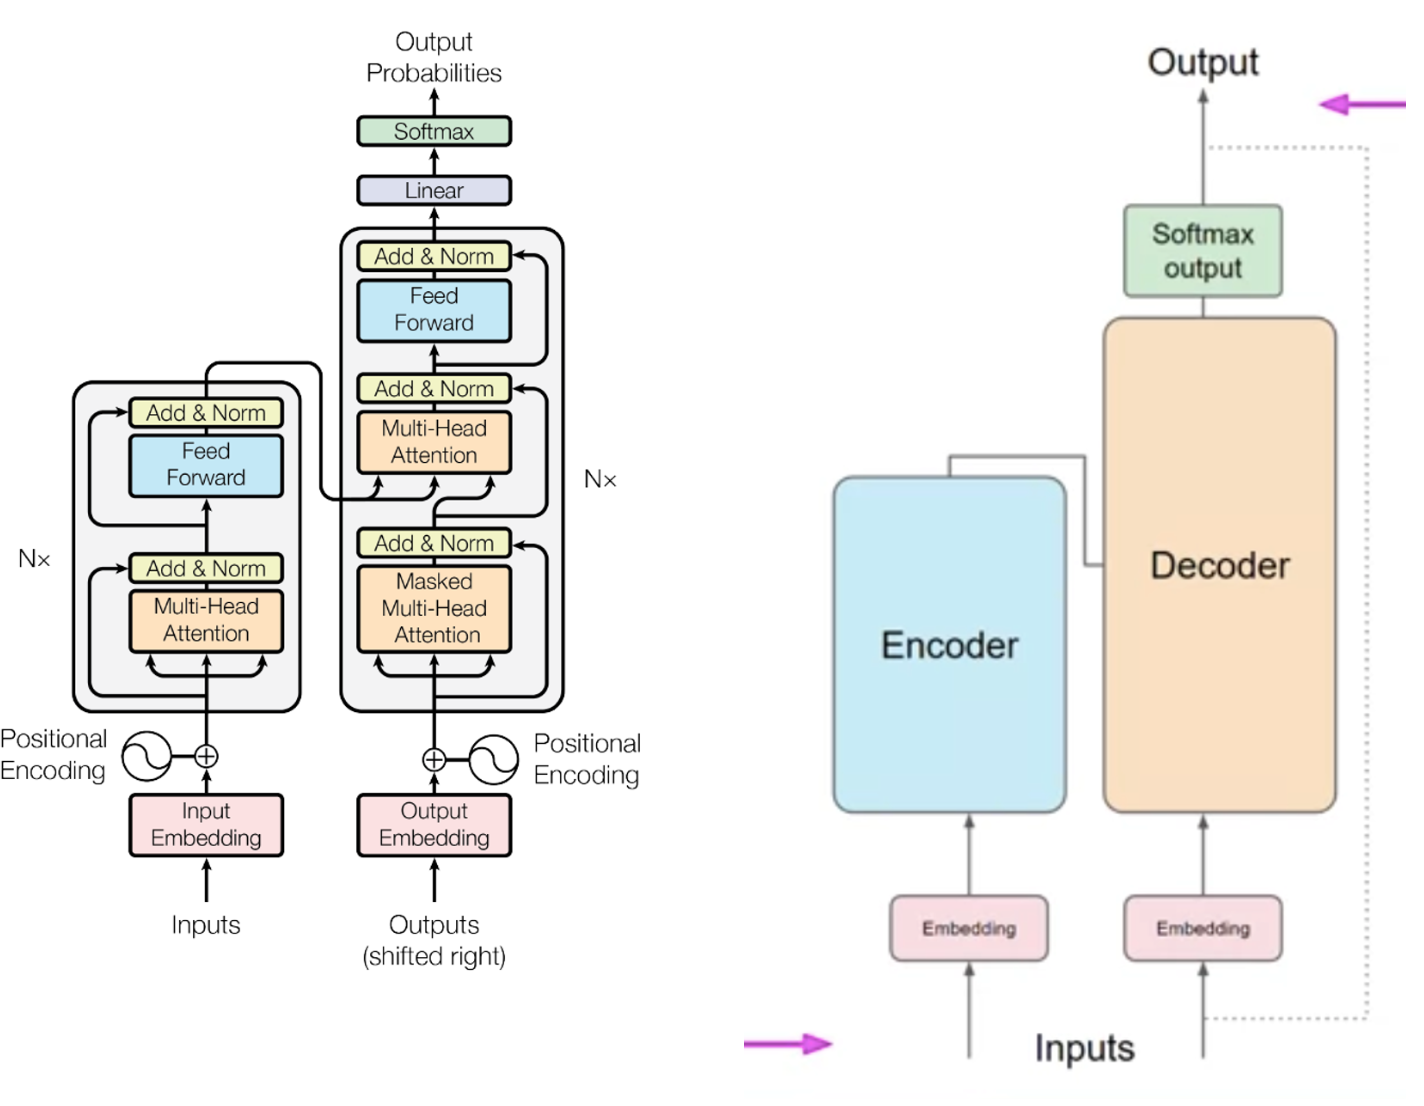 Output
Probabilities
Softmax
Linear
Add & Norm
Feed
Forward
Add & Norm
Multi-Head
Attention
Nx
Add & Norm
Masked
Multi-Head
Attention
Add & Norm
Feed
Forward
Nx
Add & Norm
Multi-Head
Attention
Positional
Encoding
Positional
Encoding
Input
Embedding
Output
Embedding
Inputs
Outputs
(shifted right)
Output
Softmax
output
Encoder
Decoder
Embedding
Embedding
Inputs